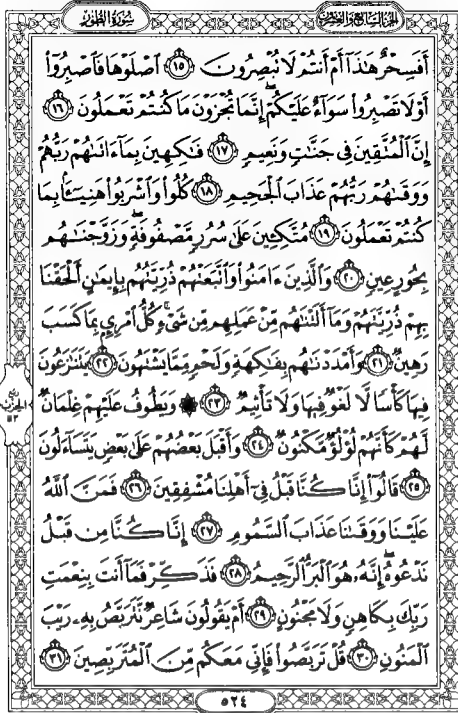 الجزء السابع والعشرون
سورة الطور
أَفَسِحْرٌ هَٰذَآ أَمْ أَنتُمْ لَا تُبْصِرُونَ ١٥ ٱصْلَوْهَا فَٱصْبِرُوٓا۟
أَوْ لَا تَصْبِرُوا۟ سَوَآءٌ عَلَيْكُمْ ۖ إِنَّمَا تُجْزَوْنَ مَا كُنتُمْ تَعْمَلُونَ ١٦
إِنَّ ٱلْمُتَّقِينَ فِى جَنَّٰتٍ وَنَعِيمٍ ١٧ فَٰكِهِينَ بِمَآ ءَاتَىٰهُمْ رَبُّهُمْ
وَوَقَىٰهُمْ رَبُّهُمْ عَذَابَ ٱلْجَحِيمِ ١٨ كُلُوا۟ وَٱشْرَبُوا۟ هَنِيٓـًٔۢا بِمَا
كُنتُمْ تَعْمَلُونَ ١٩ مُتَّكِـِٔينَ عَلَىٰ سُرُرٍ مَّصْفُوفَةٍ ۖ وَزَوَّجْنَٰهُم
بِحُورٍ عِينٍ ٢٠ وَٱلَّذِينَ ءَامَنُوا۟ وَٱتَّبَعَتْهُمْ ذُرِّيَّتُهُم بِإِيمَٰنٍ أَلْحَقْنَا
بِهِمْ ذُرِّيَّتَهُمْ وَمَآ أَلَتْنَٰهُم مِّنْ عَمَلِهِم مِّن شَىْءٍ ۚ كُلُّ ٱمْرِئٍۭ بِمَا كَسَبَ
رَهِينٌ ٢١ وَأَمْدَدْنَٰهُم بِفَٰكِهَةٍ وَلَحْمٍ مِّمَّا يَشْتَهُونَ ٢٢ يَتَنَٰزَعُونَ
فِيهَا كَأْسًا لَّا لَغْوٌ فِيهَا وَلَا تَأْثِيمٌ ٢٣ ۞ وَيَطُوفُ عَلَيْهِمْ غِلْمَانٌ
لَّهُمْ كَأَنَّهُمْ لُؤْلُؤٌ مَّكْنُونٌ ٢٤ وَأَقْبَلَ بَعْضُهُمْ عَلَىٰ بَعْضٍ يَتَسَآءَلُونَ
٢٥ قَالُوٓا۟ إِنَّا كُنَّا قَبْلُ فِىٓ أَهْلِنَا مُشْفِقِينَ ٢٦ فَمَنَّ ٱللَّهُ
عَلَيْنَا وَوَقَىٰنَا عَذَابَ ٱلسَّمُومِ ٢٧ إِنَّا كُنَّا مِن قَبْلُ
نَدْعُوهُ ۖ إِنَّهُۥ هُوَ ٱلْبَرُّ ٱلرَّحِيمُ ٢٨ فَذَكِّرْ فَمَآ أَنتَ بِنِعْمَتِ
رَبِّكَ بِكَاهِنٍ وَلَا مَجْنُونٍ ٢٩ أَمْ يَقُولُونَ شَاعِرٌ نَّتَرَبَّصُ بِهِۦ رَيْبَ
ٱلْمَنُونِ ٣٠ قُلْ تَرَبَّصُوا۟ فَإِنِّى مَعَكُم مِّنَ ٱلْمُتَرَبِّصِينَ ٣١
الحزب
٥٣
٥٢٤